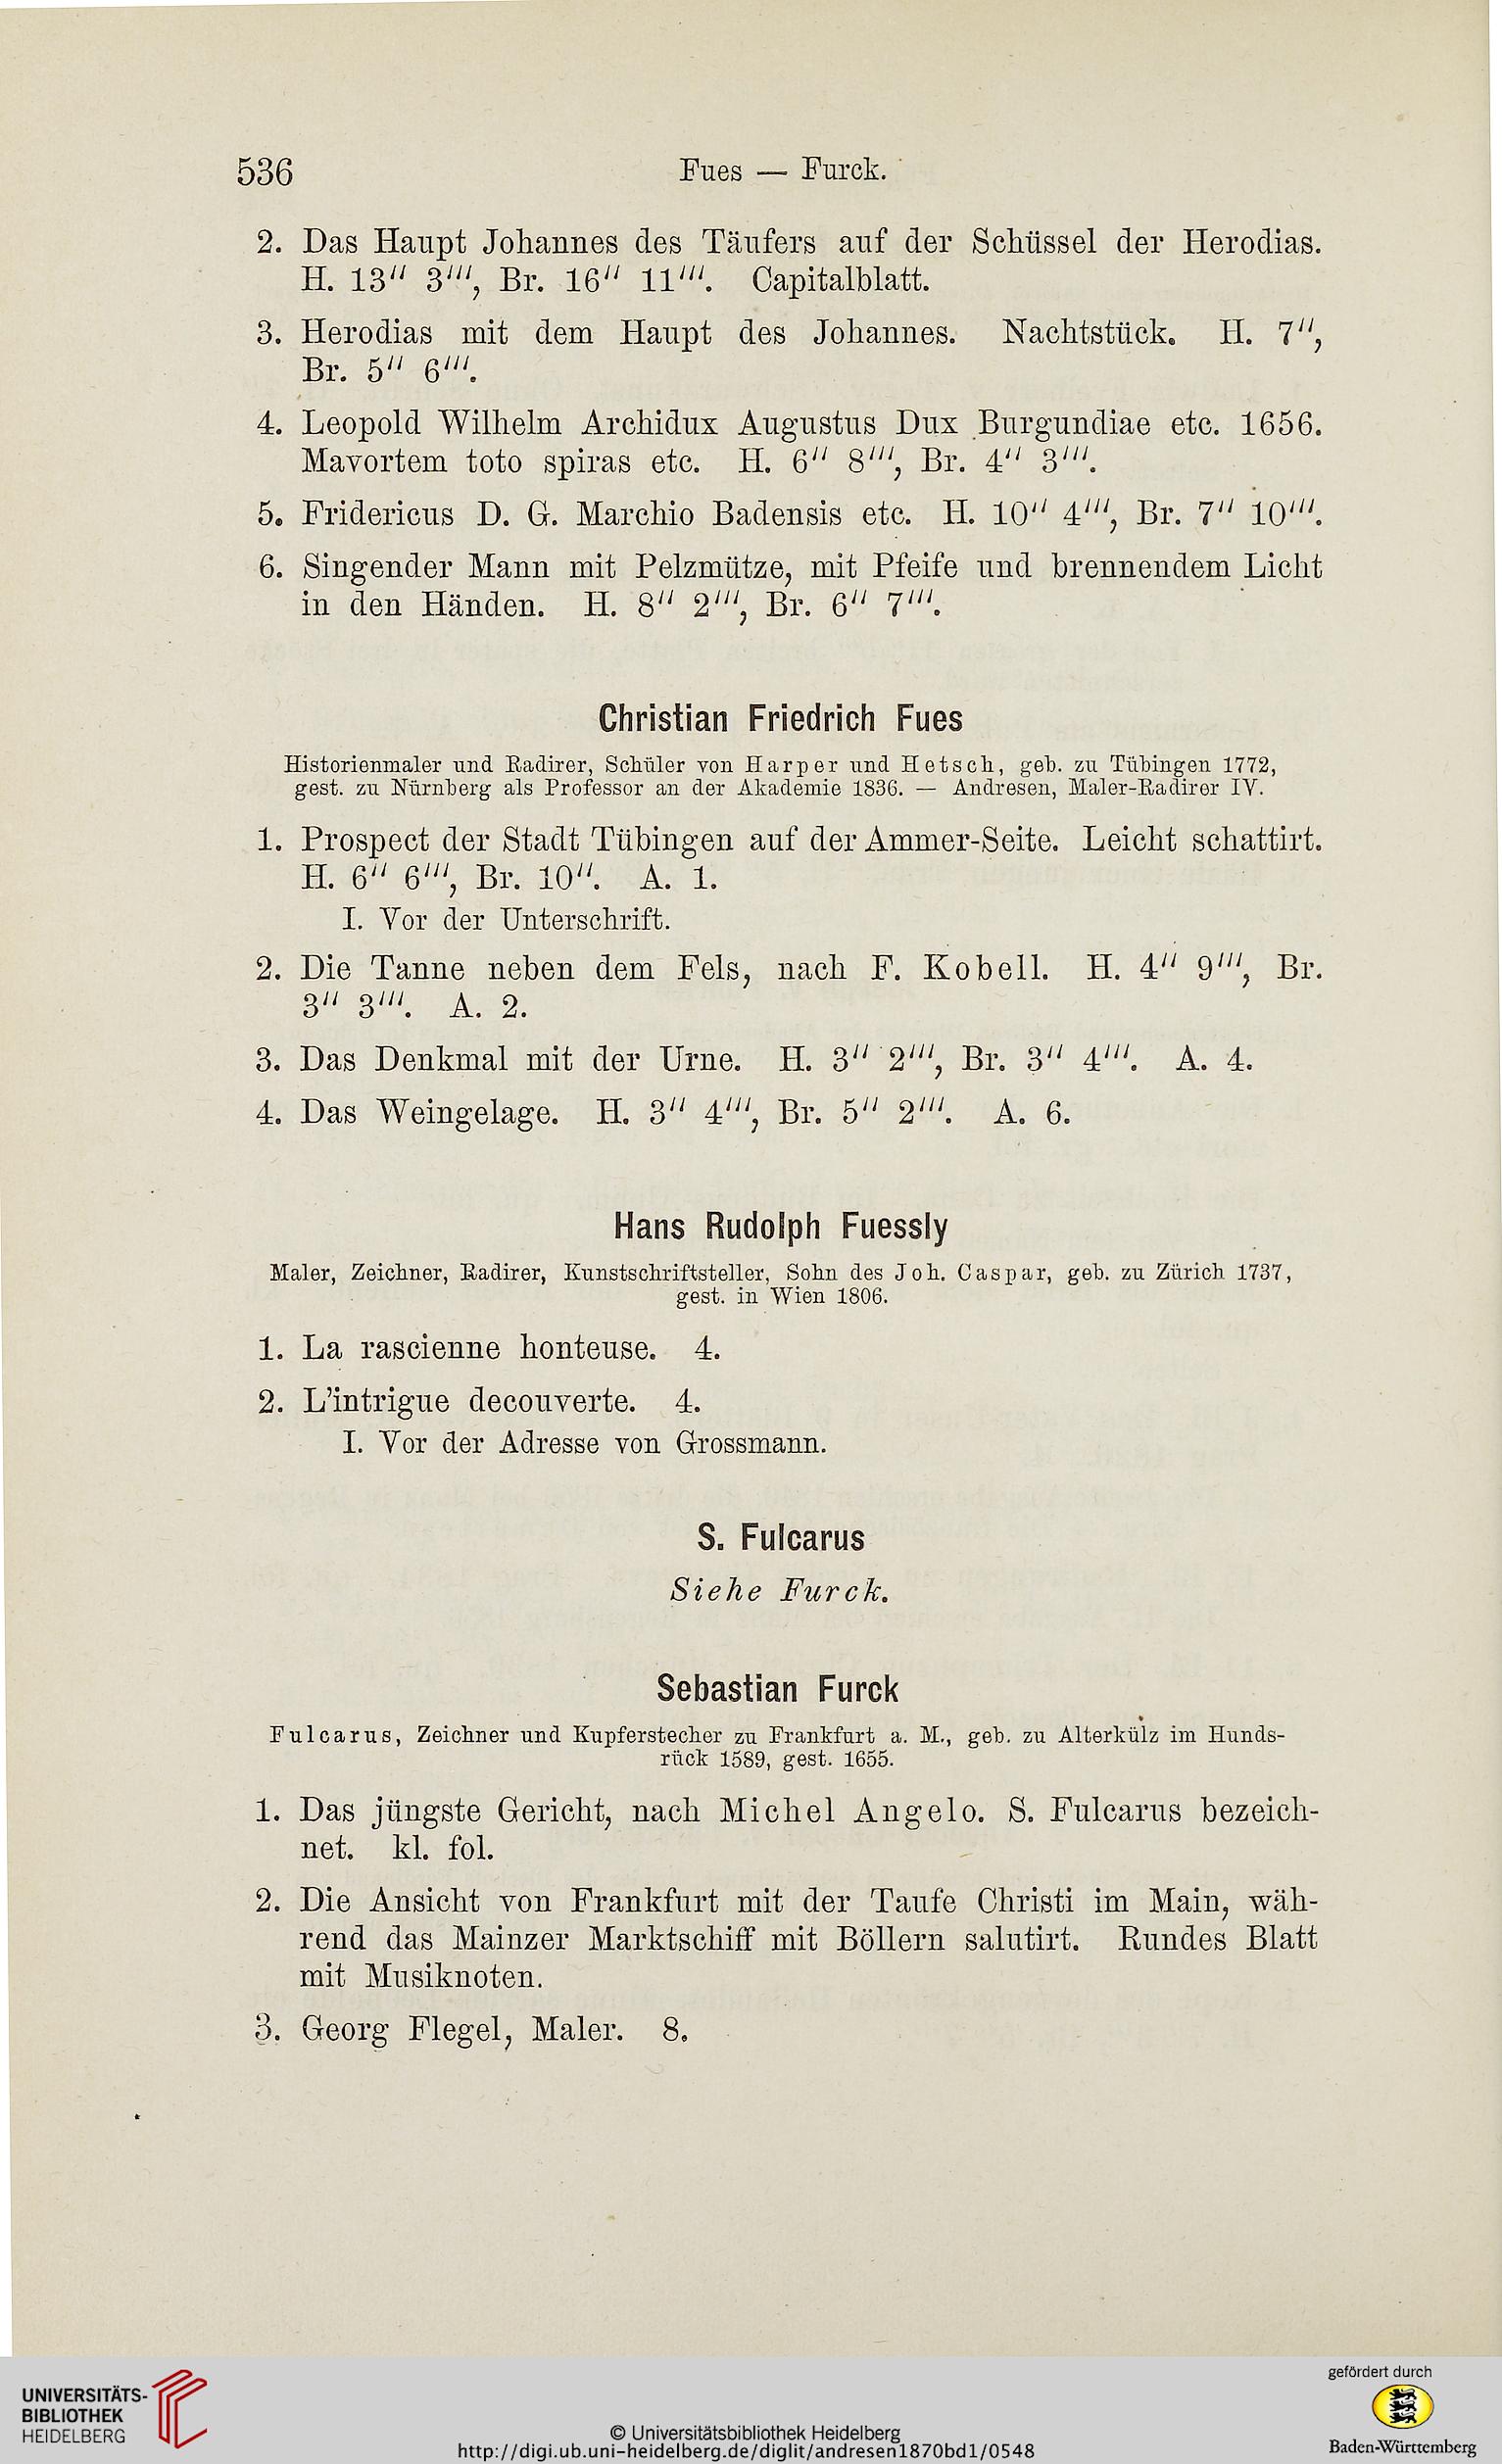 536
Fues — Furck.
2. Das Haupt Johannes des Täufers auf der Schüssel der Herodias.
H. 13" 3"', Br. 16" 11"'. Capitalblatt.
3. Herodias mit dem Haupt des Johannes. Nachtstück. H. 7",
Br. 5" 6"'.
4. Leopold Wilhelm Archidux Augustus Dux Burgundiae etc. 1656.
Mavortem toto spiras etc. H. 6" 8"', Br. 4" 3"'.
5. Fridericus D. G. Marchio Badensis etc. H. 10" 4"', Br. 7" 10"'.
6. Singender Mann mit Pelzmütze, mit Pfeife und brennendem Licht
in den Händen. H. 8" 2"', Br. 6" 7"'.
Christian Friedrich Fues
Historienmaler und Radirer, Schüler von Harper und Hetsch, geb. zu Tübingen 1772,
gest. zu Nürnberg als Professor an der Akademie 1836. — Andresen, Maler-Radirer IV.
1. Prospect der Stadt Tübingen auf der Ammer-Seite. Leicht schattirt.
H. 6" 6"', Br. 10". A. 1.
I. Vor der Unterschrift.
2. Die Tanne neben dem Fels, nach F. Kobell. H. 4" 9"', Br.
3" 3"'. A. 2.
3. Das Denkmal mit der Urne. H. 3" 2"', Br. 3" 4"'. A. 4.
4. Das Weingelage. H. 3" 4"', Br. 5" 2"'. A. 6.
Hans Rudolph Fuessly
Maler, Zeichner, Radirer, Kunstschriftsteller, Sohn des Joh. Caspar, geb. zu Zürich 1737,
gest. in Wien 1806.
1. La rascienne honteuse. 4.
2. L'intrigue decouverte. 4.
I. Vor der Adresse von Grossmann.
S. Fulcarus
Siehe Furck.
Sebastian Furck
Fulcarus, Zeichner und Kupferstecher zu Frankfurt a. M., geb. zu Alterkülz im Hunds-
rück 1589, gest. 1655.
1. Das jüngste Gericht, nach Michel Angelo. S. Fulcarus bezeich-
net. kl. fol.
2. Die Ansicht von Frankfurt mit der Taufe Christi im Main, wäh-
rend das Mainzer Marktschiff mit Böllern salutirt. Rundes Blatt
mit Musiknoten.
3. Georg Flegel, Maler. 8.
UNIVERSITÄTS-
BIBLIOTHEK
HEIDELBERG
© Universitätsbibliothek Heidelberg
http://digi.ub.uni-heidelberg.de/diglit/andresen1870bd1/0548
gefördert durch
Baden-Württemberg